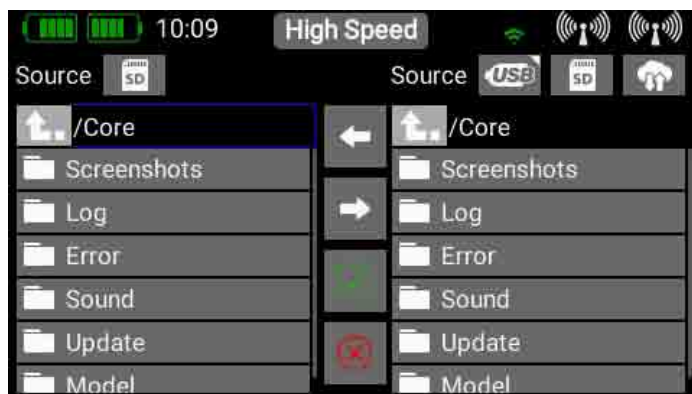 10:09 High Speed
Source SD Source USB SD
/Core /Core
Screenshots Screenshots
Log Log
Error Error
Sound Sound
Update Update
Model Model